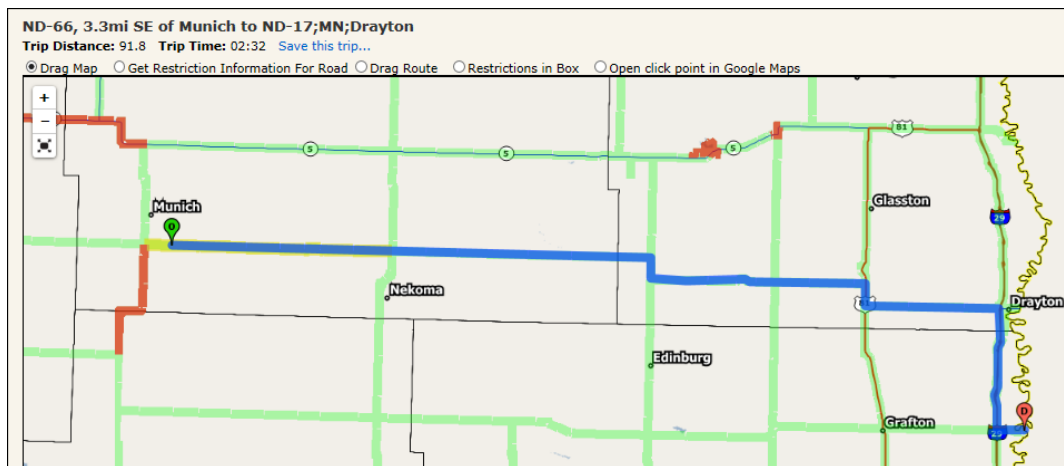 ND-66, 3.3mi SE of Munich to ND-17;MN;Drayton
Trip Distance: 91.8 Trip Time: 02:32 Save this trip...
Drag Map Get Restriction Information For Road Drag Route Restrictions in Box Open click point in Google Maps
+
−
5
5
5
81
Munich
Glasston
29
O
Nekoma
81
Drayton
Edinburg
D
Grafton
29